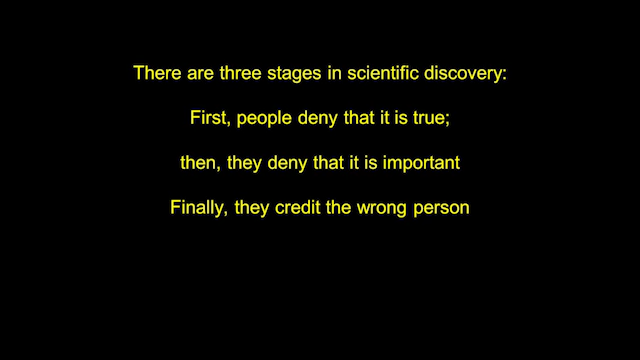 There are three stages in scientific discovery:
First, people deny that it is true;
then, they deny that it is important
Finally, they credit the wrong person